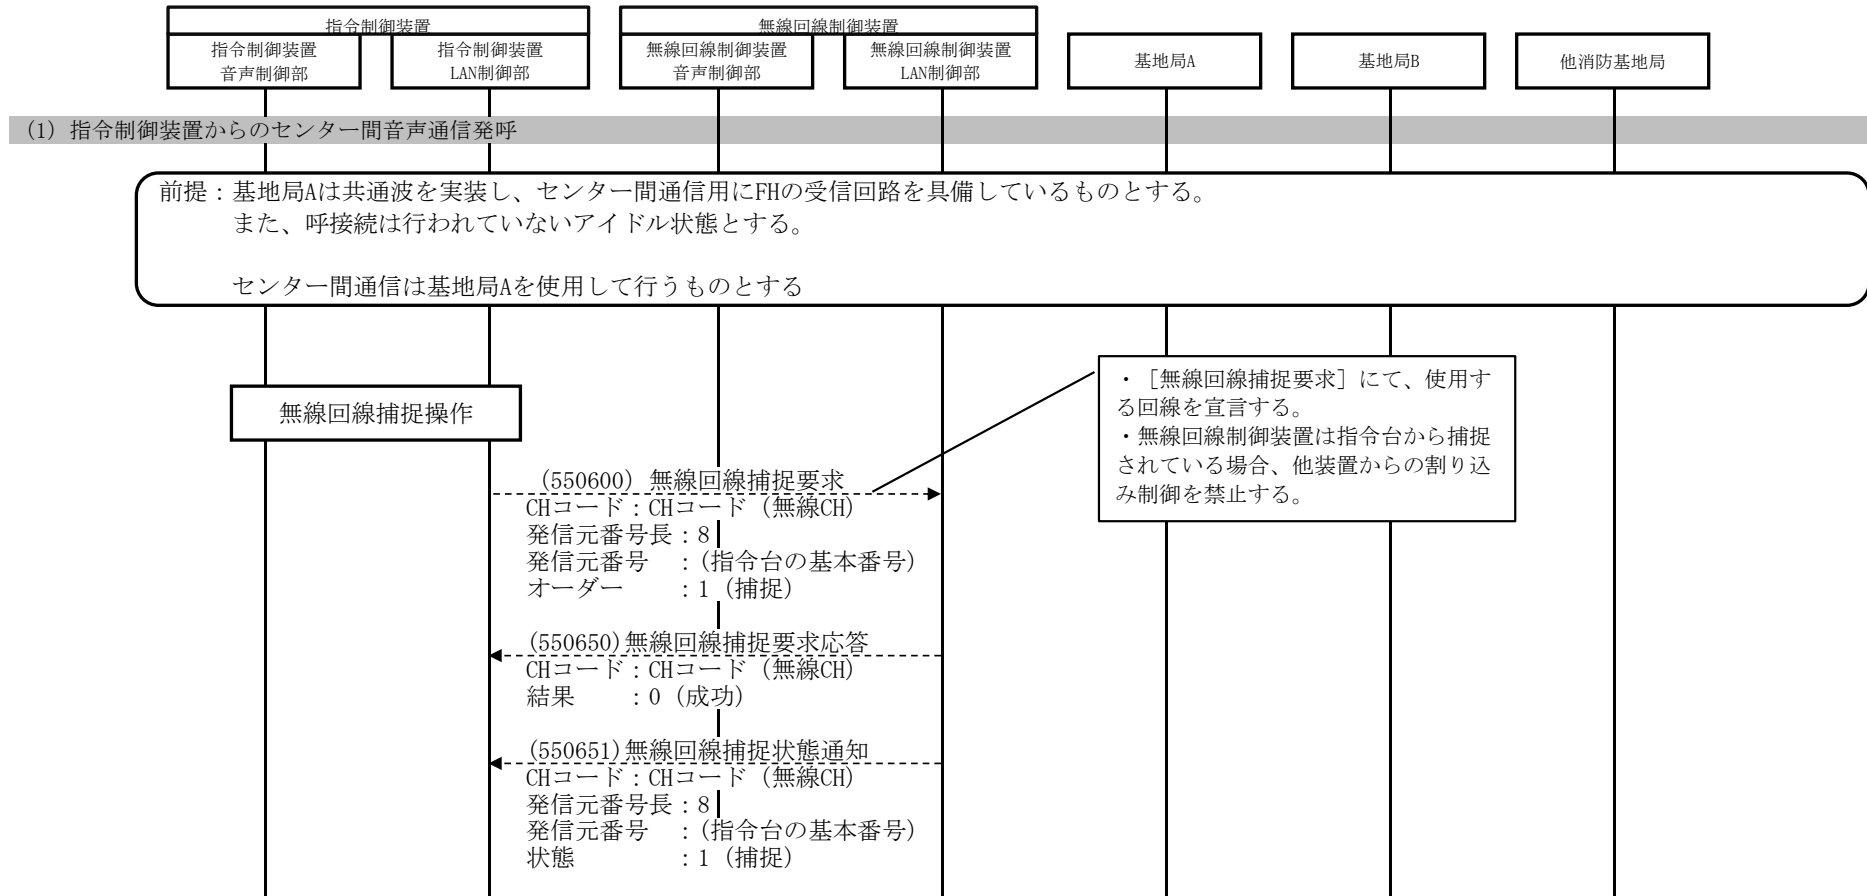 指令制御装置
無線回線制御装置
指令制御装置
音声制御部
指令制御装置
LAN制御部
無線回線制御装置
音声制御部
無線回線制御装置
LAN制御部
基地局A
基地局B
他消防基地局
(1) 指令制御装置からのセンター間音声通信発呼
前提：基地局Aは共通波を実装し、センター間通信用にFHの受信回路を具備しているものとする。
また、呼接続は行われていないアイドル状態とする。
センター間通信は基地局Aを使用して行うものとする
・［無線回線捕捉要求］にて、使用す
る回線を宣言する。
・無線回線制御装置は指令台から捕捉
されている場合、他装置からの割り込
み制御を禁止する。
無線回線捕捉操作
(550600) 無線回線捕捉要求
CHコード：CHコード (無線CH)
発信元番号長：8
発信元番号　：(指令台の基本番号)
オーダー　　：1 (捕捉)
(550650)無線回線捕捉要求応答
CHコード：CHコード (無線CH)
結果　　：0 (成功)
(550651)無線回線捕捉状態通知
CHコード：CHコード (無線CH)
発信元番号長：8
発信元番号　：(指令台の基本番号)
状態　　　　：1 (捕捉)